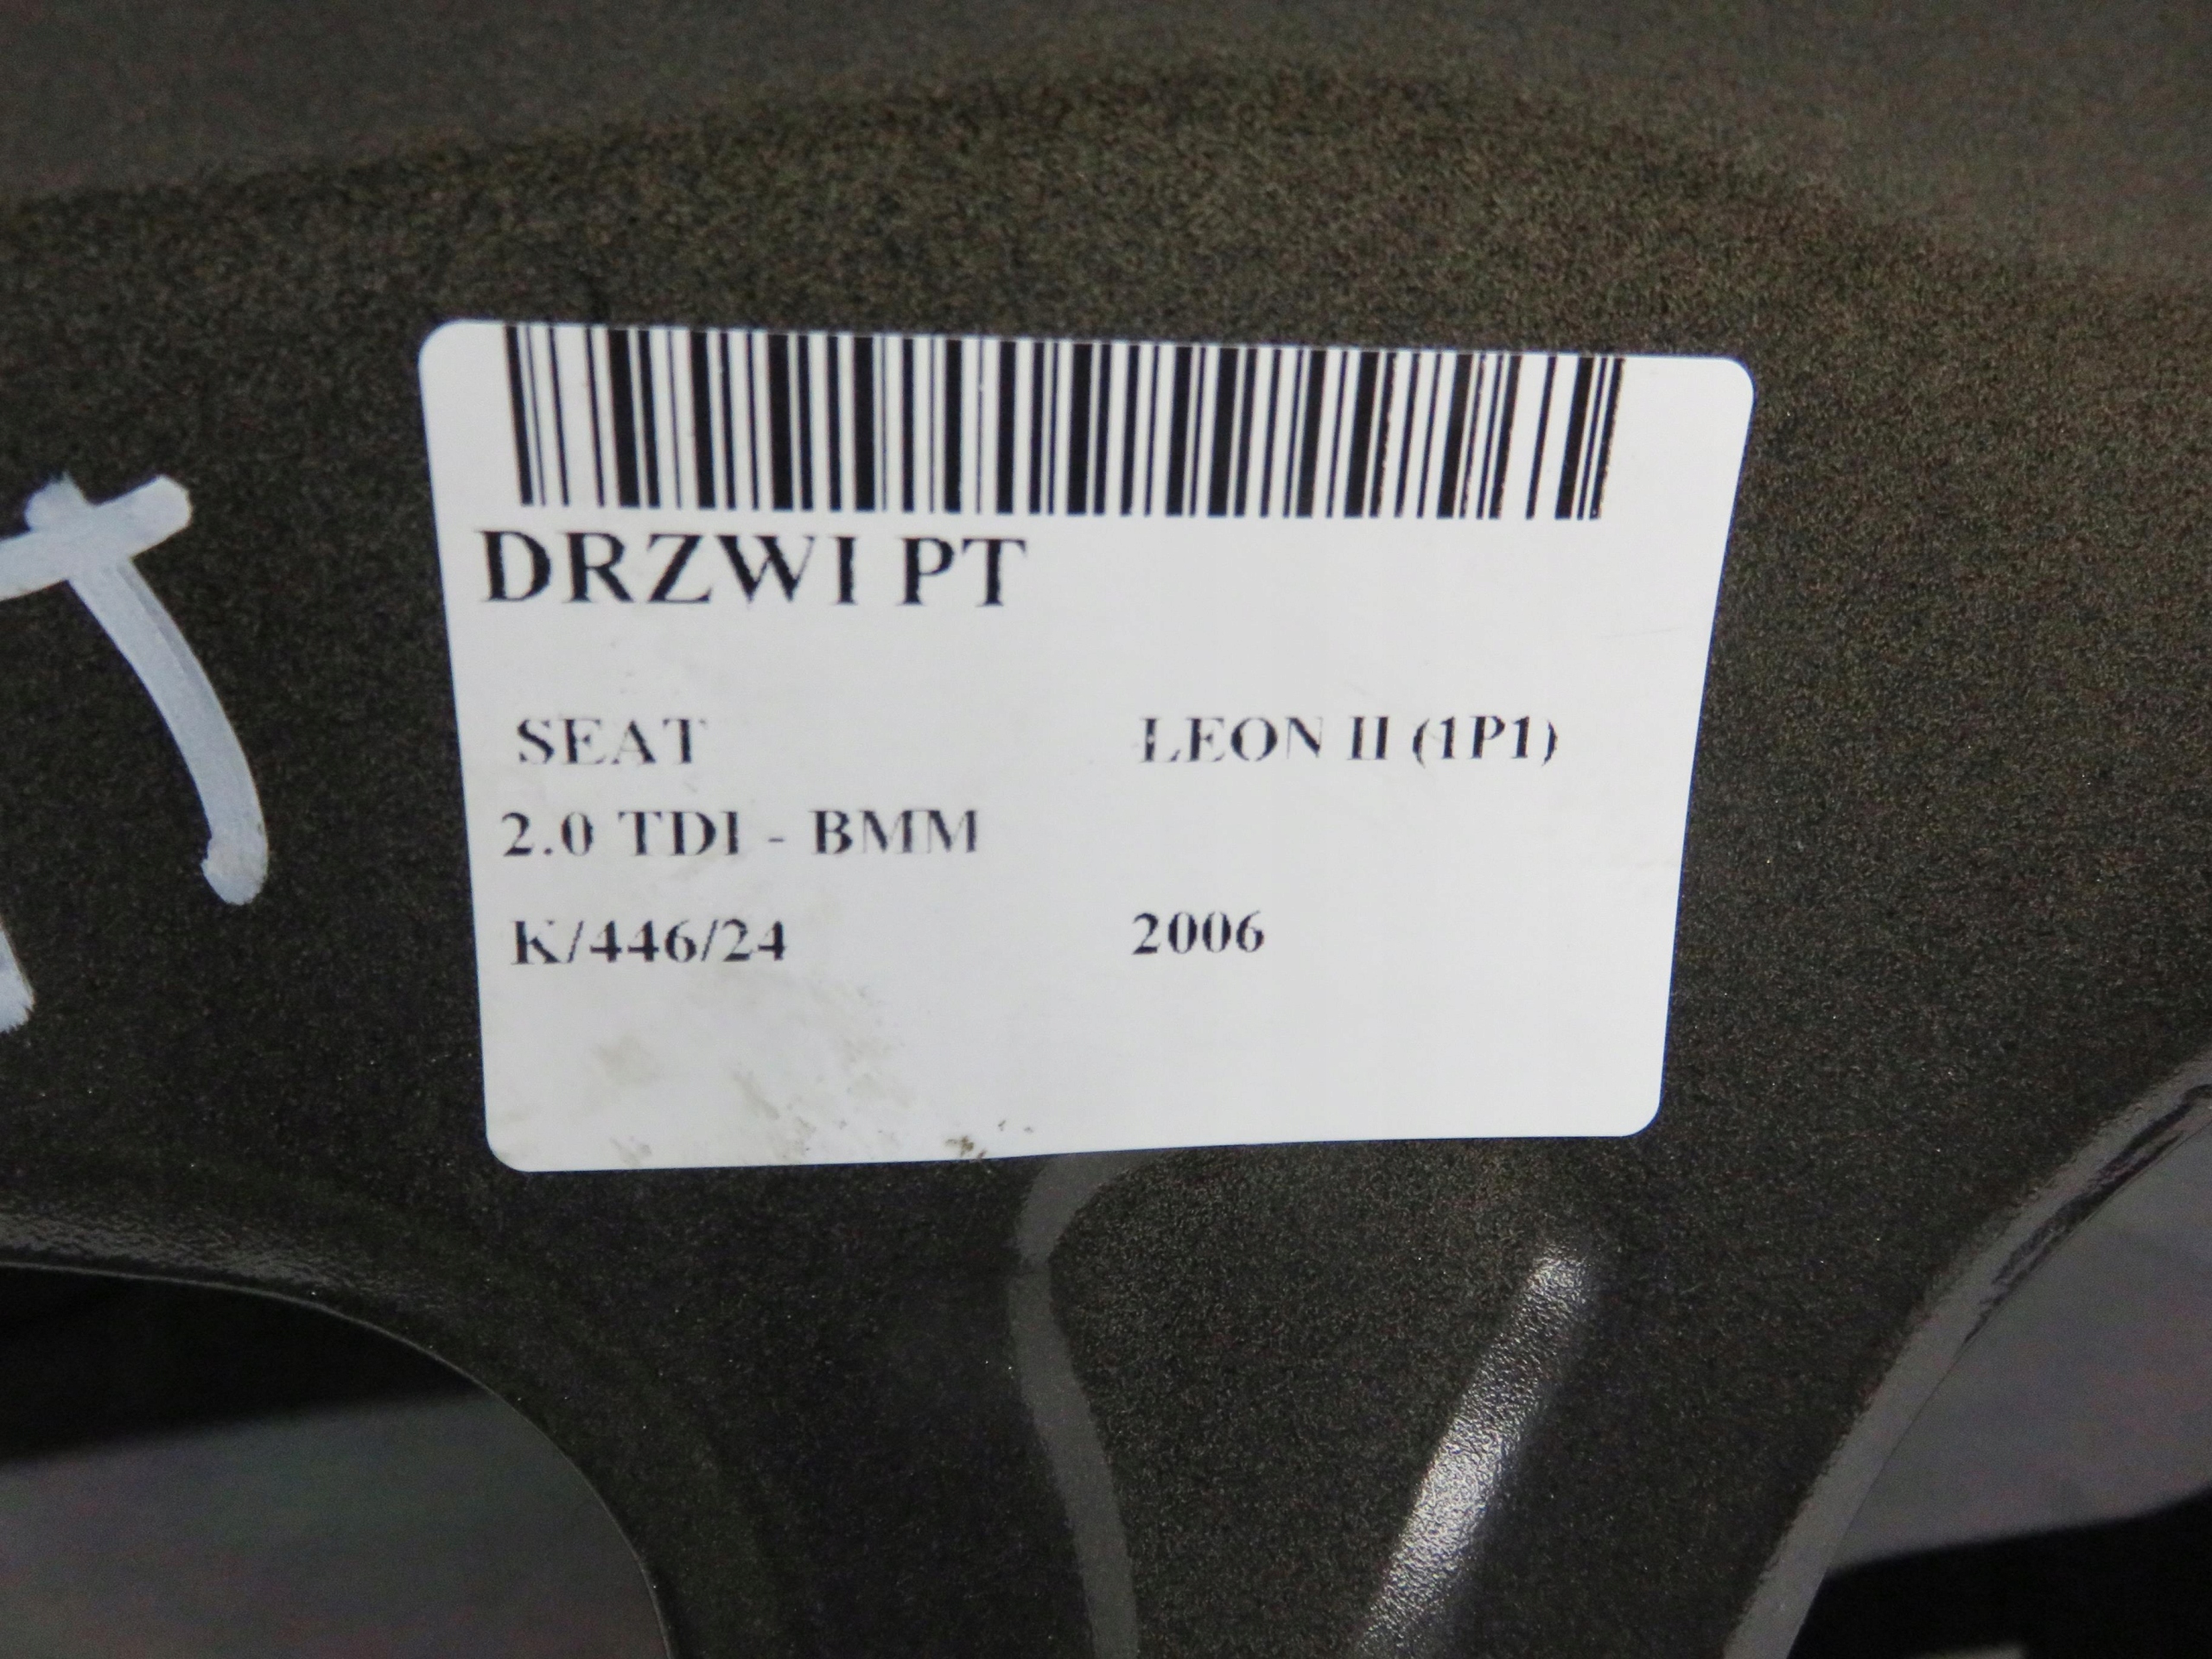 DRZWI PT
SEAT LEON II (1P1)
2.0 TDI - BMM
K/446/24 2006